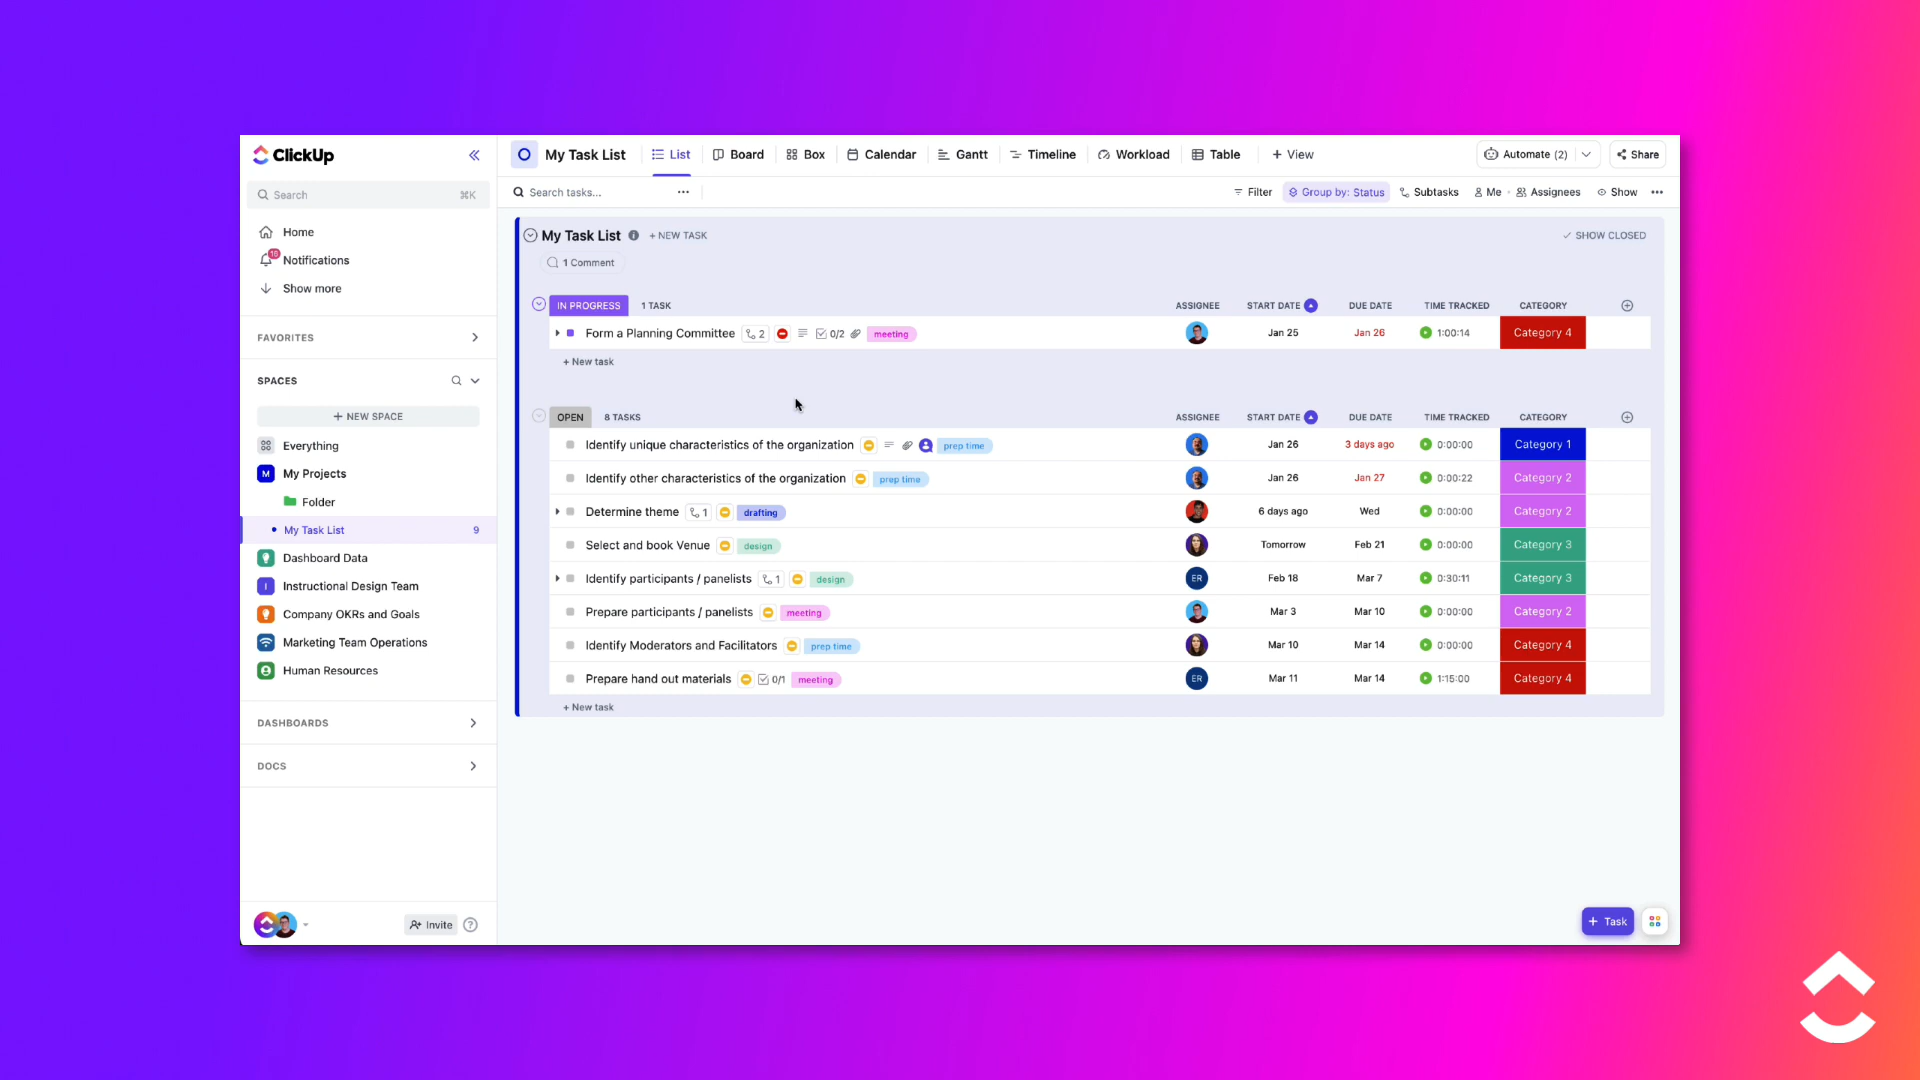 ClickUp
Search ⌘K
Home
16
Notifications
Show more
FAVORITES
SPACES
+ NEW SPACE
Everything
M My Projects
Folder
My Task List 9
Dashboard Data
I Instructional Design Team
Company OKRs and Goals
Marketing Team Operations
Human Resources
DASHBOARDS
DOCS
Invite ?
My Task List List Board Box Calendar Gantt Timeline Workload Table + View Automate (2) Share
Search tasks... Filter Group by: Status Subtasks Me Assignees Show
My Task List + NEW TASK SHOW CLOSED
1 Comment
IN PROGRESS 1 TASK ASSIGNEE START DATE DUE DATE TIME TRACKED CATEGORY
Form a Planning Committee 2 0/2 meeting Jan 25 Jan 26 1:00:14 Category 4
+ New task
OPEN 8 TASKS ASSIGNEE START DATE DUE DATE TIME TRACKED CATEGORY
Identify unique characteristics of the organization prep time Jan 26 3 days ago 0:00:00 Category 1
Identify other characteristics of the organization prep time Jan 26 Jan 27 0:00:22 Category 2
Determine theme 1 drafting 6 days ago Wed 0:00:00 Category 2
Select and book Venue design Tomorrow Feb 21 0:00:00 Category 3
Identify participants / panelists 1 design ER Feb 18 Mar 7 0:30:11 Category 3
Prepare participants / panelists meeting Mar 3 Mar 10 0:00:00 Category 2
Identify Moderators and Facilitators prep time Mar 10 Mar 14 0:00:00 Category 4
Prepare hand out materials 0/1 meeting ER Mar 11 Mar 14 1:15:00 Category 4
+ New task
+ Task